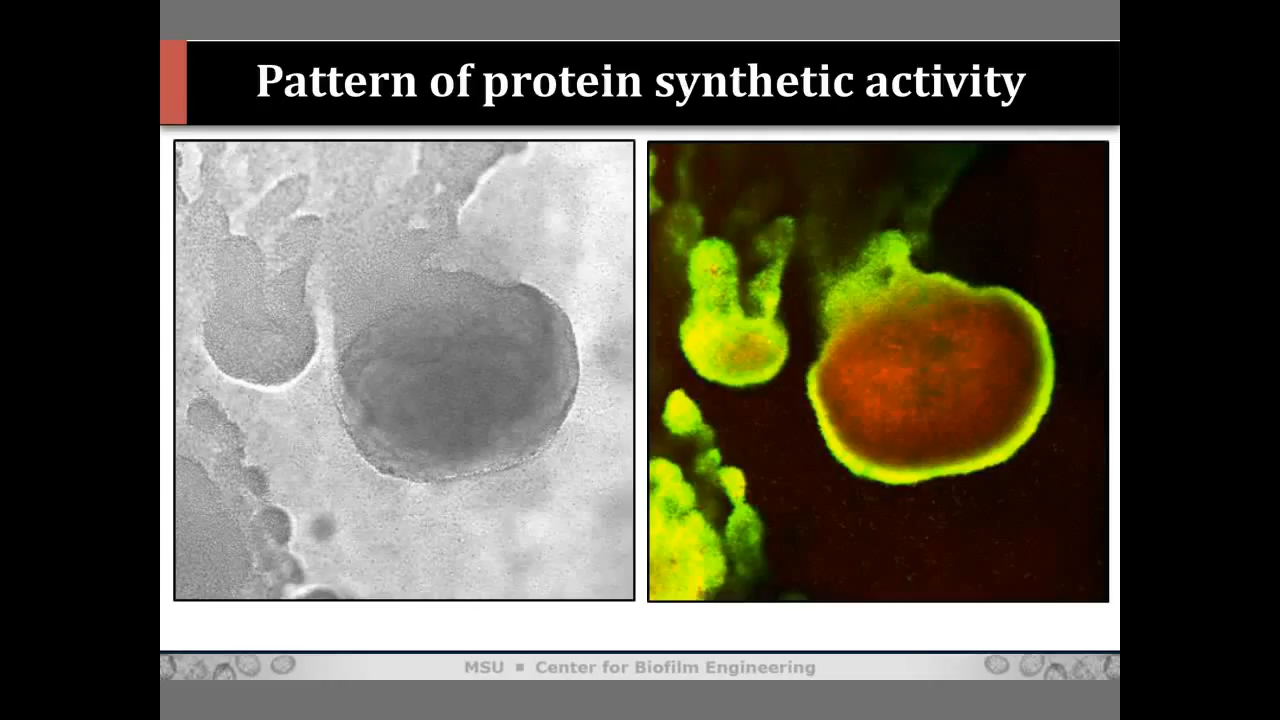 Pattern of protein synthetic activity
MSU ▪ Center for Biofilm Engineering